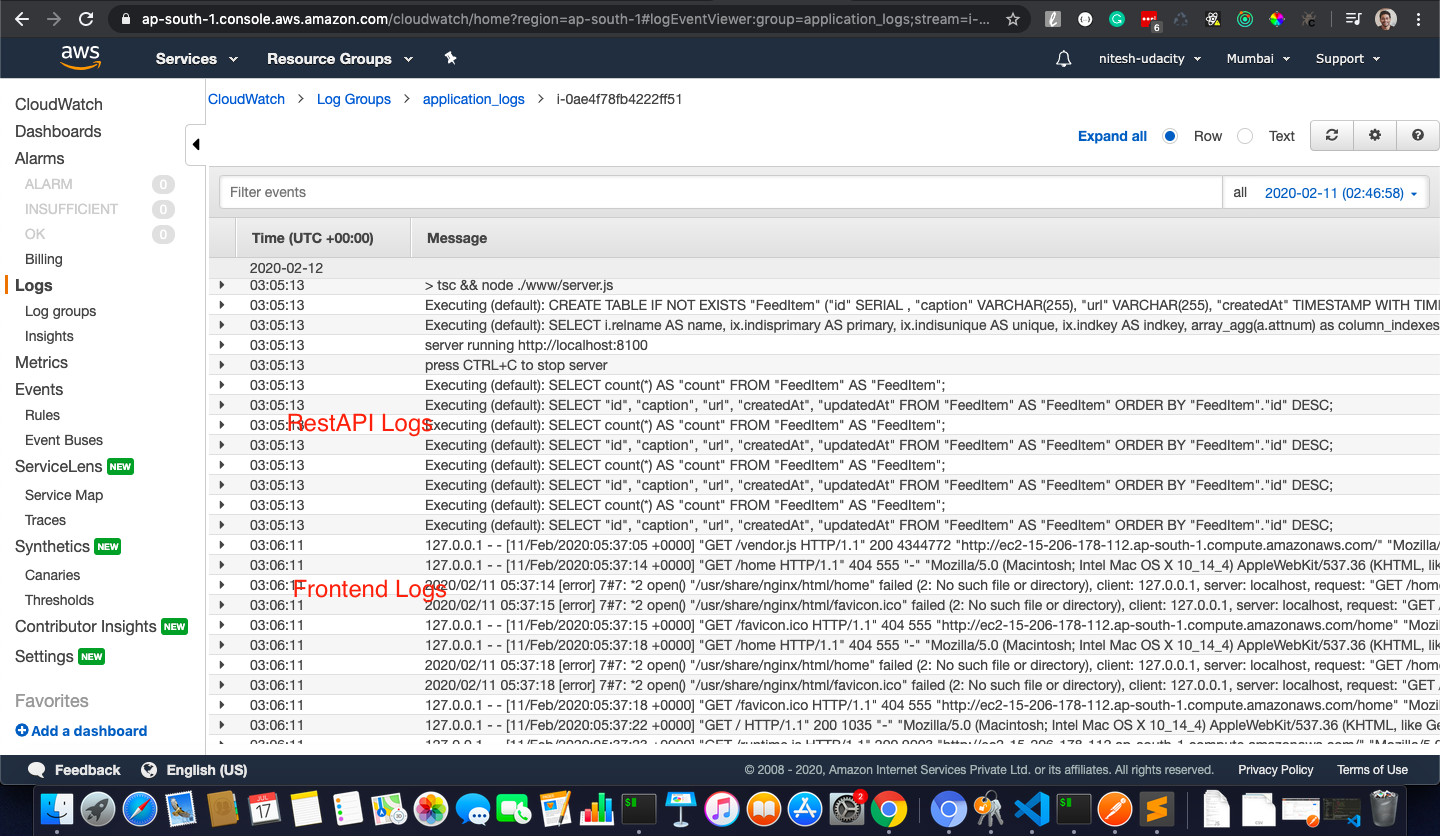 ap-south-1.console.aws.amazon.com/cloudwatch/home?region=ap-south-1#logEventViewer:group=application_logs;stream=i-...
6
aws Services Resource Groups nitesh-udacity Mumbai Support
CloudWatch
Dashboards
Alarms
ALARM 0
INSUFFICIENT 0
OK 0
Billing
Logs
Log groups
Insights
Metrics
Events
Rules
Event Buses
ServiceLens NEW
Service Map
Traces
Synthetics NEW
Canaries
Thresholds
Contributor Insights NEW
Settings NEW
Favorites
Add a dashboard
CloudWatch > Log Groups > application_logs > i-0ae4f78fb4222ff51
Expand all Row Text
Filter events all 2020-02-11 (02:46:58)
Time (UTC +00:00) Message
2020-02-12
03:05:13 > tsc && node ./www/server.js
03:05:13 Executing (default): CREATE TABLE IF NOT EXISTS "FeedItem" ("id" SERIAL , "caption" VARCHAR(255), "url" VARCHAR(255), "createdAt" TIMESTAMP WITH TIM
03:05:13 Executing (default): SELECT i.relname AS name, ix.indisprimary AS primary, ix.indisunique AS unique, ix.indkey AS indkey, array_agg(a.attnum) as column_indexes
03:05:13 server running http://localhost:8100
03:05:13 press CTRL+C to stop server
03:05:13 Executing (default): SELECT count(*) AS "count" FROM "FeedItem" AS "FeedItem";
03:05:13 Executing (default): SELECT "id", "caption", "url", "createdAt", "updatedAt" FROM "FeedItem" AS "FeedItem" ORDER BY "FeedItem"."id" DESC;
RestAPI Logs
03:05:13 Executing (default): SELECT count(*) AS "count" FROM "FeedItem" AS "FeedItem";
03:05:13 Executing (default): SELECT "id", "caption", "url", "createdAt", "updatedAt" FROM "FeedItem" AS "FeedItem" ORDER BY "FeedItem"."id" DESC;
03:05:13 Executing (default): SELECT count(*) AS "count" FROM "FeedItem" AS "FeedItem";
03:05:13 Executing (default): SELECT "id", "caption", "url", "createdAt", "updatedAt" FROM "FeedItem" AS "FeedItem" ORDER BY "FeedItem"."id" DESC;
03:05:13 Executing (default): SELECT count(*) AS "count" FROM "FeedItem" AS "FeedItem";
03:05:13 Executing (default): SELECT "id", "caption", "url", "createdAt", "updatedAt" FROM "FeedItem" AS "FeedItem" ORDER BY "FeedItem"."id" DESC;
03:06:11 127.0.0.1 - - [11/Feb/2020:05:37:05 +0000] "GET /vendor.js HTTP/1.1" 200 4344772 "http://ec2-15-206-178-112.ap-south-1.compute.amazonaws.com/" "Mozilla/
03:06:11 127.0.0.1 - - [11/Feb/2020:05:37:14 +0000] "GET /home HTTP/1.1" 404 555 "-" "Mozilla/5.0 (Macintosh; Intel Mac OS X 10_14_4) AppleWebKit/537.36 (KHTML, like
Frontend Logs
03:06:11 2020/02/11 05:37:14 [error] 7#7: *2 open() "/usr/share/nginx/html/home" failed (2: No such file or directory), client: 127.0.0.1, server: localhost, request: "GET /hom
03:06:11 2020/02/11 05:37:15 [error] 7#7: *2 open() "/usr/share/nginx/html/favicon.ico" failed (2: No such file or directory), client: 127.0.0.1, server: localhost, request: "GET /
03:06:11 127.0.0.1 - - [11/Feb/2020:05:37:15 +0000] "GET /favicon.ico HTTP/1.1" 404 555 "http://ec2-15-206-178-112.ap-south-1.compute.amazonaws.com/home" "Mozi
03:06:11 127.0.0.1 - - [11/Feb/2020:05:37:18 +0000] "GET /home HTTP/1.1" 404 555 "-" "Mozilla/5.0 (Macintosh; Intel Mac OS X 10_14_4) AppleWebKit/537.36 (KHTML, like
03:06:11 2020/02/11 05:37:18 [error] 7#7: *2 open() "/usr/share/nginx/html/home" failed (2: No such file or directory), client: 127.0.0.1, server: localhost, request: "GET /hom
03:06:11 2020/02/11 05:37:18 [error] 7#7: *2 open() "/usr/share/nginx/html/favicon.ico" failed (2: No such file or directory), client: 127.0.0.1, server: localhost, request: "GET /
03:06:11 127.0.0.1 - - [11/Feb/2020:05:37:18 +0000] "GET /favicon.ico HTTP/1.1" 404 555 "http://ec2-15-206-178-112.ap-south-1.compute.amazonaws.com/home" "Mozi
03:06:11 127.0.0.1 - - [11/Feb/2020:05:37:22 +0000] "GET / HTTP/1.1" 200 1035 "-" "Mozilla/5.0 (Macintosh; Intel Mac OS X 10_14_4) AppleWebKit/537.36 (KHTML, like Ge
Feedback English (US) © 2008 - 2020, Amazon Internet Services Private Ltd. or its affiliates. All rights reserved. Privacy Policy Terms of Use
JUL 17
2